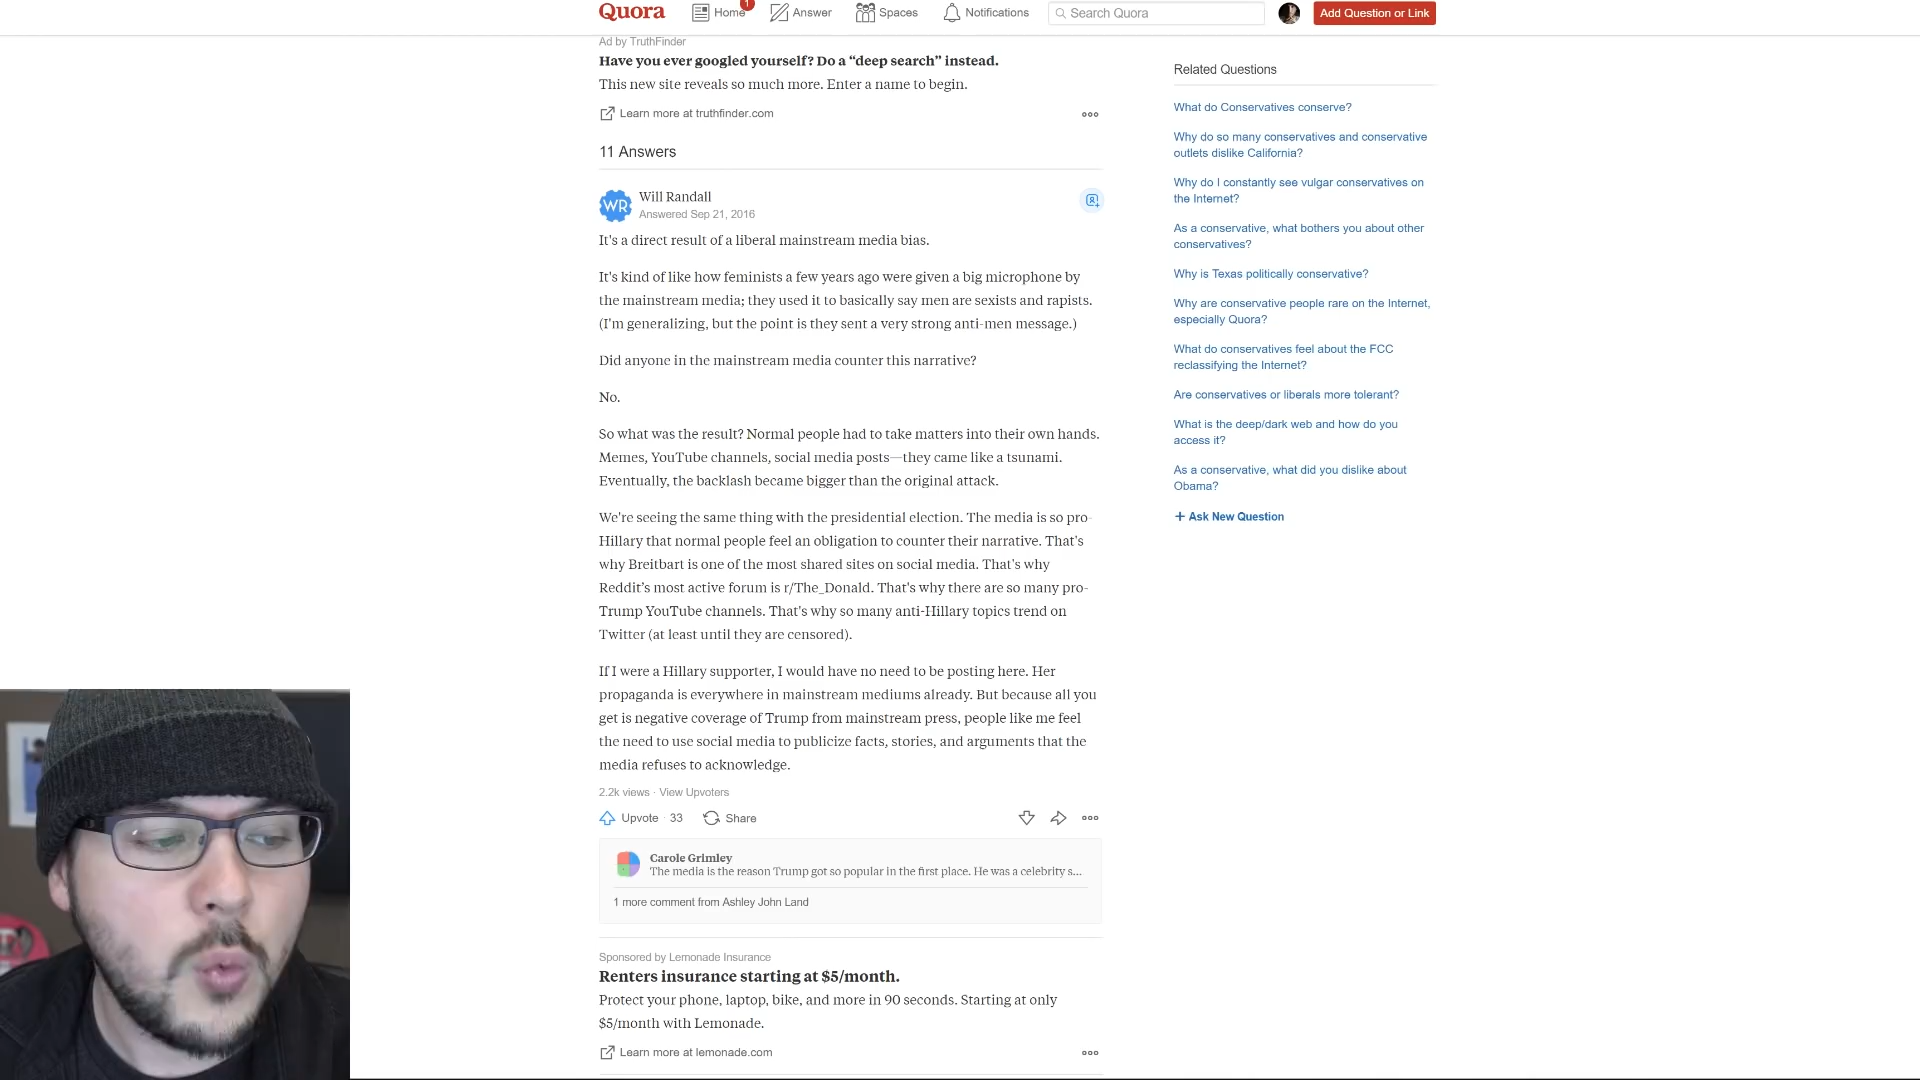 Quora
Home
1
Answer
Spaces
Notifications
Search Quora
Add Question or Link
Ad by TruthFinder
Have you ever googled yourself? Do a “deep search” instead.
This new site reveals so much more. Enter a name to begin.
Learn more at truthfinder.com
11 Answers
WR
Will Randall
Answered Sep 21, 2016
It's a direct result of a liberal mainstream media bias.
It's kind of like how feminists a few years ago were given a big microphone by
the mainstream media; they used it to basically say men are sexists and rapists.
(I'm generalizing, but the point is they sent a very strong anti-men message.)
Did anyone in the mainstream media counter this narrative?
No.
So what was the result? Normal people had to take matters into their own hands.
Memes, YouTube channels, social media posts—they came like a tsunami.
Eventually, the backlash became bigger than the original attack.
We're seeing the same thing with the presidential election. The media is so pro-
Hillary that normal people feel an obligation to counter their narrative. That's
why Breitbart is one of the most shared sites on social media. That's why
Reddit’s most active forum is r/The_Donald. That's why there are so many pro-
Trump YouTube channels. That's why so many anti-Hillary topics trend on
Twitter (at least until they are censored).
If I were a Hillary supporter, I would have no need to be posting here. Her
propaganda is everywhere in mainstream mediums already. But because all you
get is negative coverage of Trump from mainstream press, people like me feel
the need to use social media to publicize facts, stories, and arguments that the
media refuses to acknowledge.
2.2k views · View Upvoters
Upvote · 33
Share
Carole Grimley
The media is the reason Trump got so popular in the first place. He was a celebrity s...
1 more comment from Ashley John Land
Sponsored by Lemonade Insurance
Renters insurance starting at $5/month.
Protect your phone, laptop, bike, and more in 90 seconds. Starting at only
$5/month with Lemonade.
Learn more at lemonade.com
Related Questions
What do Conservatives conserve?
Why do so many conservatives and conservative
outlets dislike California?
Why do I constantly see vulgar conservatives on
the Internet?
As a conservative, what bothers you about other
conservatives?
Why is Texas politically conservative?
Why are conservative people rare on the Internet,
especially Quora?
What do conservatives feel about the FCC
reclassifying the Internet?
Are conservatives or liberals more tolerant?
What is the deep/dark web and how do you
access it?
As a conservative, what did you dislike about
Obama?
+ Ask New Question